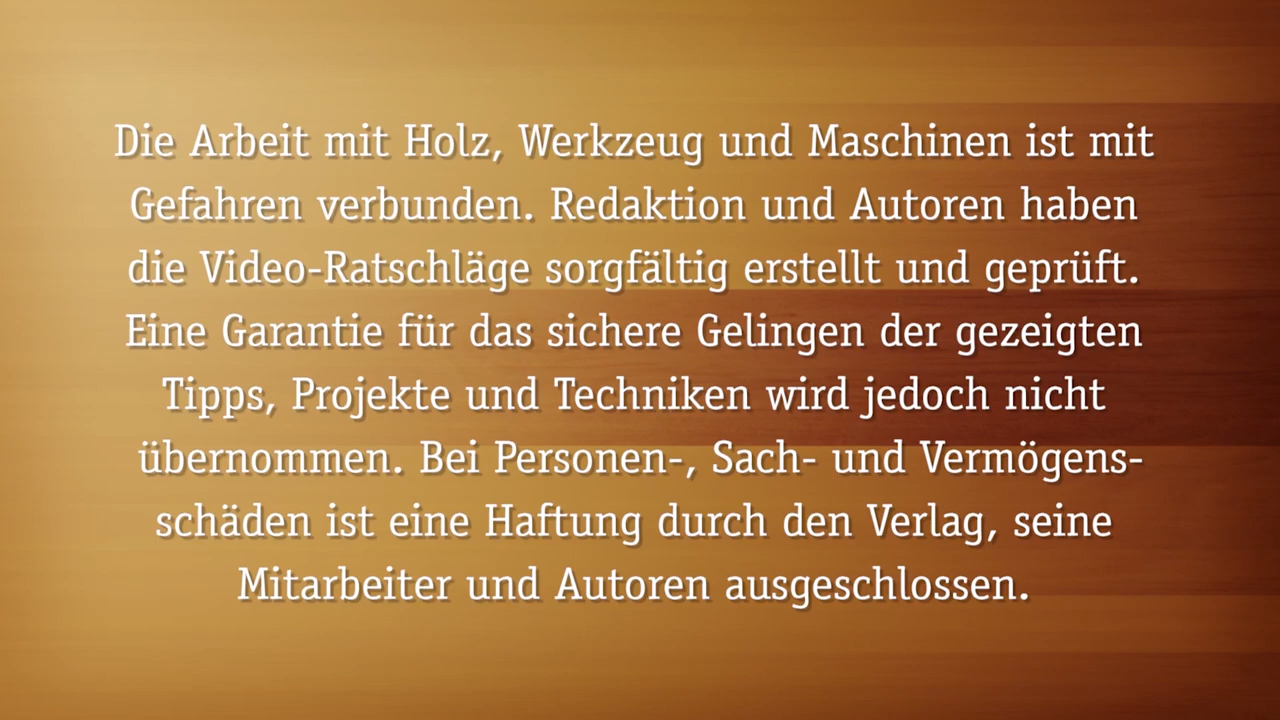 Die Arbeit mit Holz, Werkzeug und Maschinen ist mit
Gefahren verbunden. Redaktion und Autoren haben
die Video-Ratschläge sorgfältig erstellt und geprüft.
Eine Garantie für das sichere Gelingen der gezeigten
Tipps, Projekte und Techniken wird jedoch nicht
übernommen. Bei Personen-, Sach- und Vermögens-
schäden ist eine Haftung durch den Verlag, seine
Mitarbeiter und Autoren ausgeschlossen.